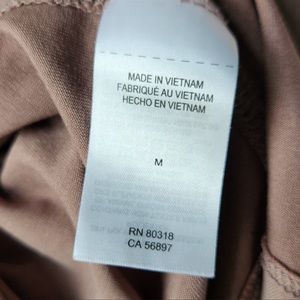 MADE IN VIETNAM
FABRIQUÉ AU VIETNAM
HECHO EN VIETNAM
M
RN 80318
CA 56897